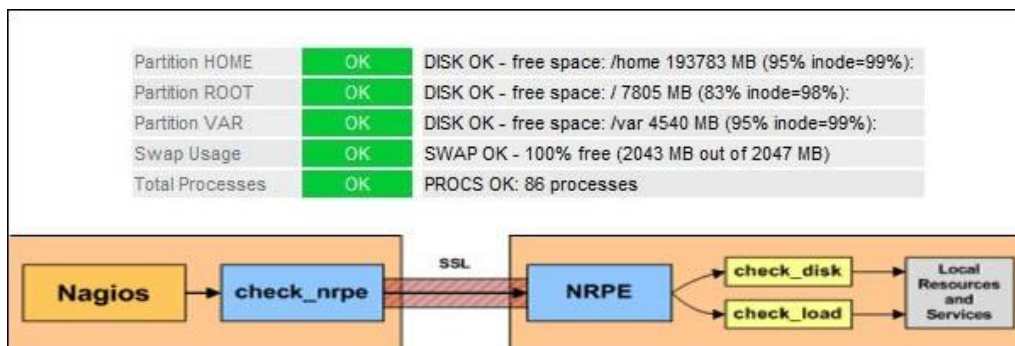 Partition HOME OK DISK OK - free space: /home 193783 MB (95% inode=99%):
Partition ROOT OK DISK OK - free space: / 7805 MB (83% inode=98%):
Partition VAR OK DISK OK - free space: /var 4540 MB (95% inode=99%):
Swap Usage OK SWAP OK - 100% free (2043 MB out of 2047 MB)
Total Processes OK PROCS OK: 86 processes
Nagios
check_nrpe
SSL
NRPE
check_disk
check_load
Local
Resources
and
Services